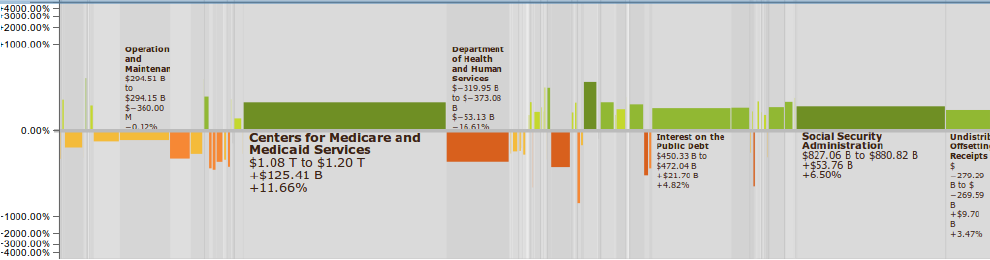 +4000.00%
+3000.00%
+2000.00%
+1000.00%
0.00%
-1000.00%
-2000.00%
-3000.00%
-4000.00%
Operation
and
Maintenan
$294.51 B
to
$294.15 B
$−360.00
M
−0.12%
Centers for Medicare and
Medicaid Services
$1.08 T to $1.20 T
+$125.41 B
+11.66%
Department
of Health
and Human
Services
$−319.95 B
to $−373.08
B
$−53.13 B
−16.61%
Interest on the
Public Debt
$450.33 B to
$472.04 B
+$21.70 B
+4.82%
Social Security
Administration
$827.06 B to $880.82 B
+$53.76 B
+6.50%
Undistrib
Offsettin
Receipts
$
−279.29
B to $
−269.59
B
+$9.70
B
+3.47%